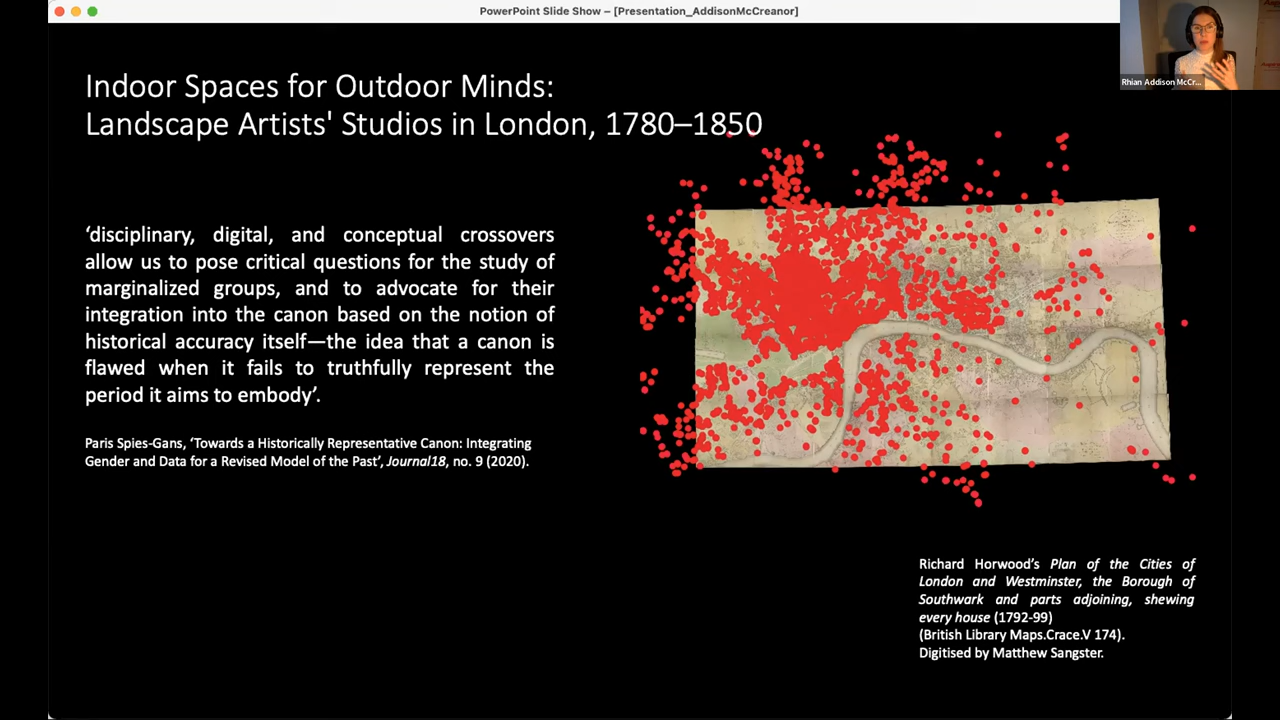 PowerPoint Slide Show – [Presentation_AddisonMcCreanor]
Rhian Addison McCr...
Indoor Spaces for Outdoor Minds:
Landscape Artists' Studios in London, 1780–1850
‘disciplinary, digital, and conceptual crossovers
allow us to pose critical questions for the study of
marginalized groups, and to advocate for their
integration into the canon based on the notion of
historical accuracy itself—the idea that a canon is
flawed when it fails to truthfully represent the
period it aims to embody’.
Paris Spies-Gans, ‘Towards a Historically Representative Canon: Integrating
Gender and Data for a Revised Model of the Past’, Journal18, no. 9 (2020).
Richard Horwood’s Plan of the Cities of
London and Westminster, the Borough of
Southwark and parts adjoining, shewing
every house (1792-99)
(British Library Maps.Crace.V 174).
Digitised by Matthew Sangster.